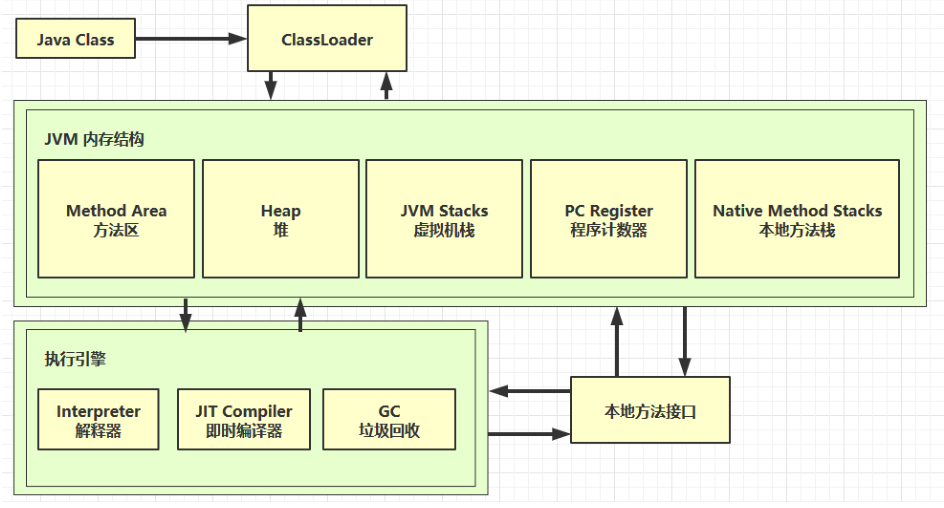 Java Class
ClassLoader
JVM 内存结构
Method Area
方法区
Heap
堆
JVM Stacks
虚拟机栈
PC Register
程序计数器
Native Method Stacks
本地方法栈
执行引擎
Interpreter
解释器
JIT Compiler
即时编译器
GC
垃圾回收
本地方法接口